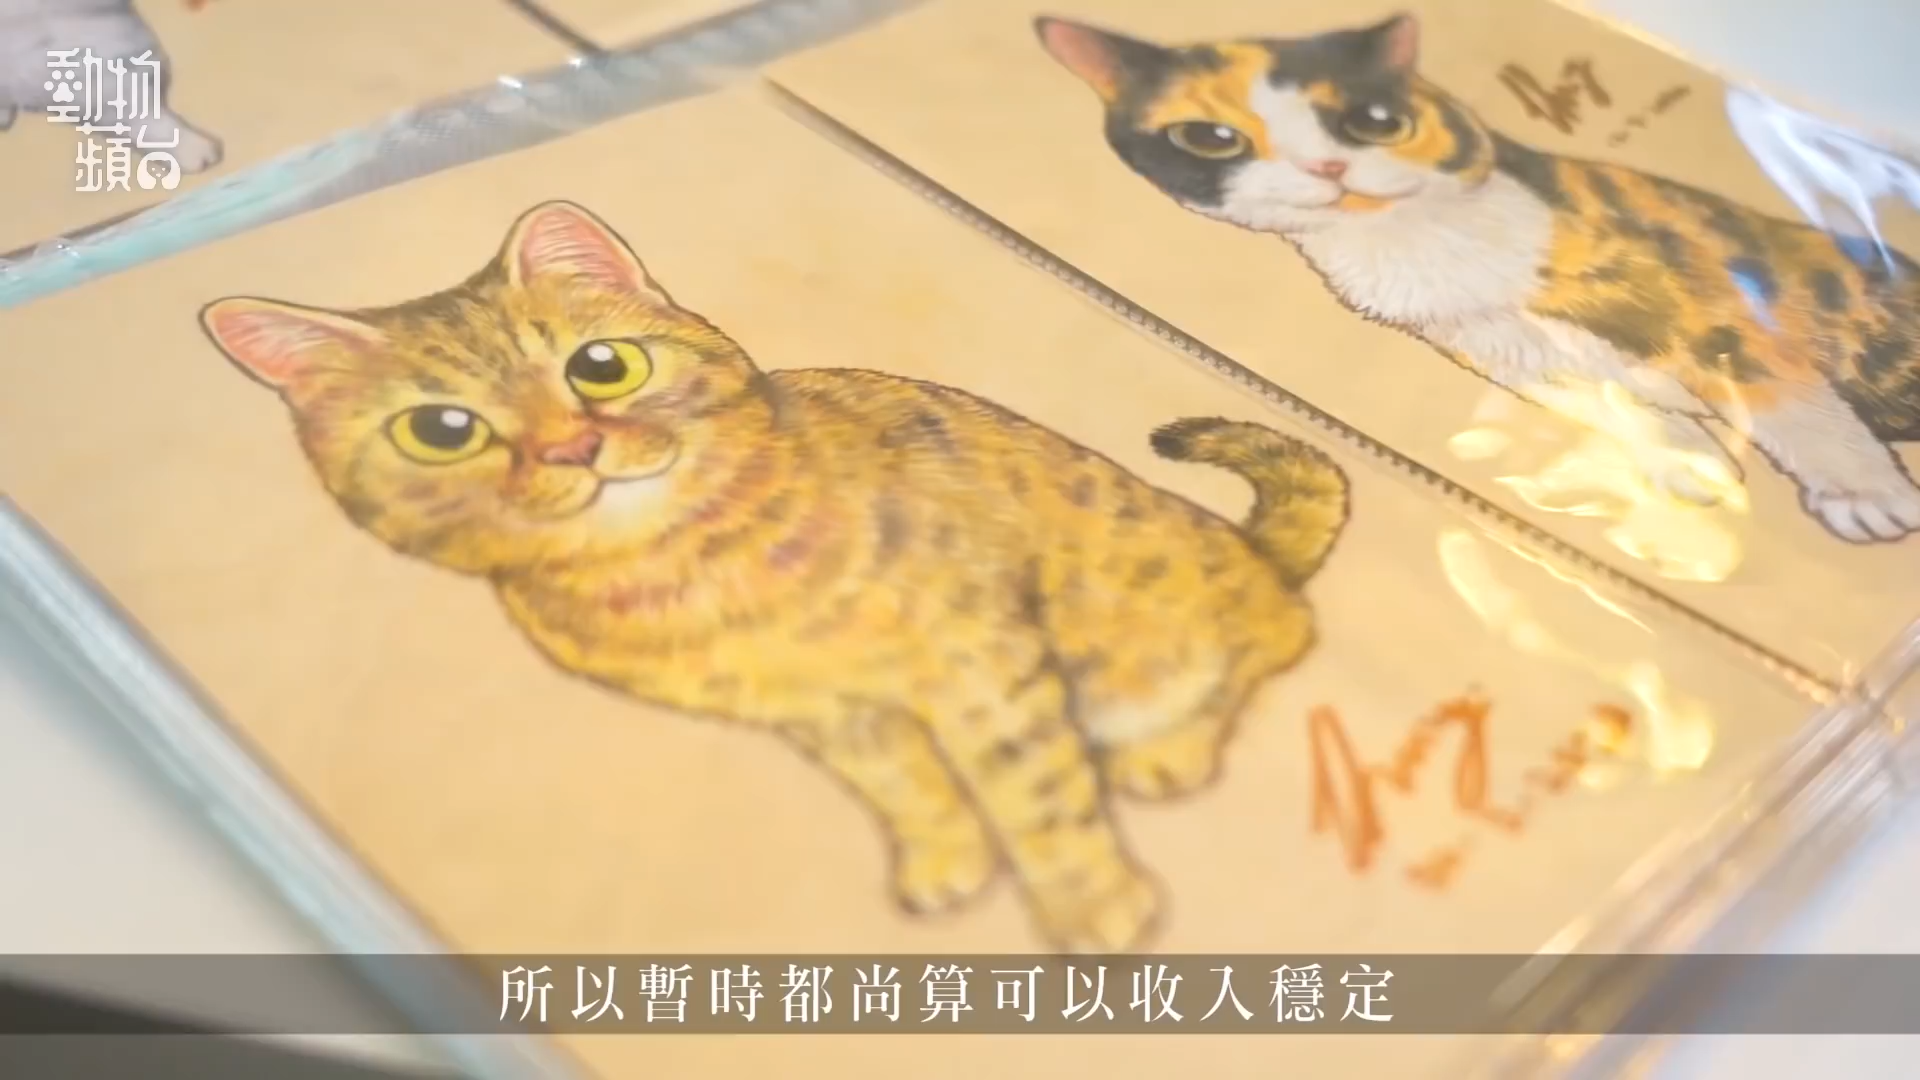 動物
蘋台
所以暫時都尚算可以收入穩定